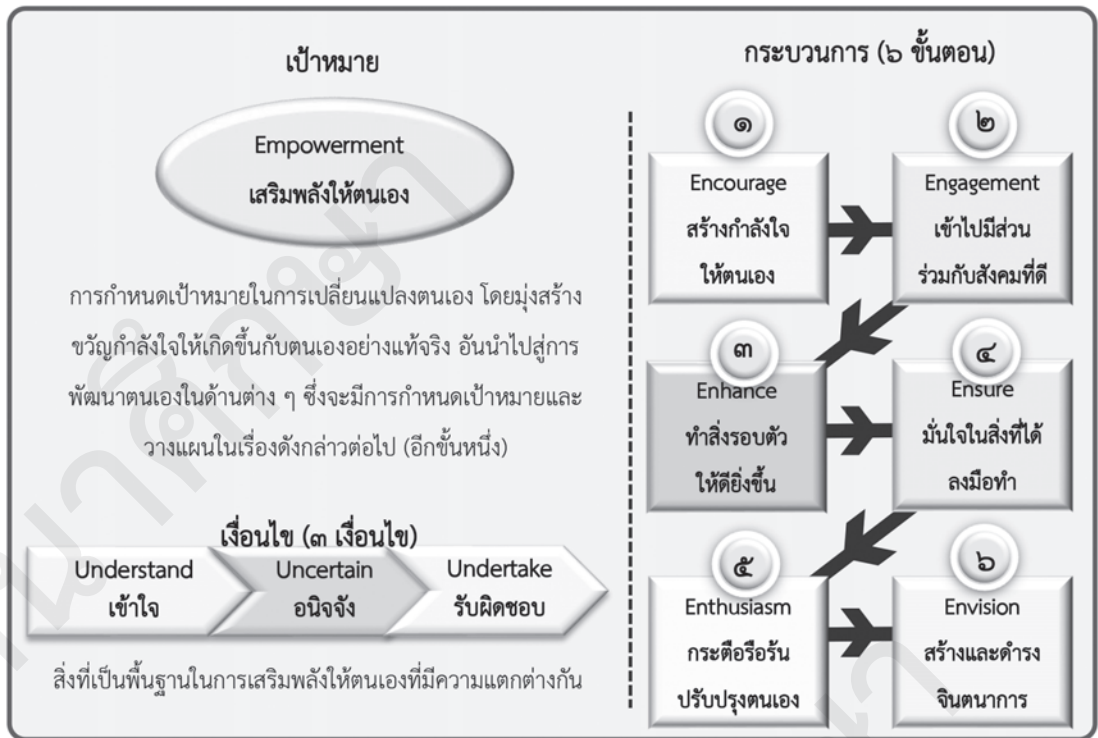 เป้าหมาย
Empowerment
เสริมพลังให้ตนเอง
การกำหนดเป้าหมายในการเปลี่ยนแปลงตนเอง โดยมุ่งสร้าง
ขวัญกำลังใจให้เกิดขึ้นกับตนเองอย่างแท้จริง อันนำไปสู่การ
พัฒนาตนเองในด้านต่าง ๆ ซึ่งจะมีการกำหนดเป้าหมายและ
วางแผนในเรื่องดังกล่าวต่อไป (อีกขั้นหนึ่ง)
เงื่อนไข (๓ เงื่อนไข)
Understand
เข้าใจ
Uncertain
อนิจจัง
Undertake
รับผิดชอบ
สิ่งที่เป็นพื้นฐานในการเสริมพลังให้ตนเองที่มีความแตกต่างกัน
กระบวนการ (๖ ขั้นตอน)
๑
Encourage
สร้างกำลังใจ
ให้ตนเอง
๒
Engagement
เข้าไปมีส่วน
ร่วมกับสังคมที่ดี
๓
Enhance
ทำสิ่งรอบตัว
ให้ดียิ่งขึ้น
๔
Ensure
มั่นใจในสิ่งที่ได้
ลงมือทำ
๕
Enthusiasm
กระตือรือร้น
ปรับปรุงตนเอง
๖
Envision
สร้างและดำรง
จินตนาการ